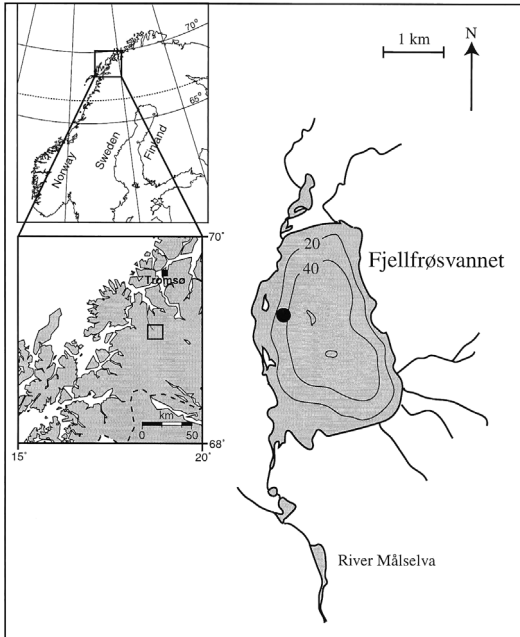 70°
66°
Norway
Sweden
Finland
1 km
N
70°
Tromsø
km
0 50
68°
15°
20°
20
40
Fjellfrøsvannet
River Målselva